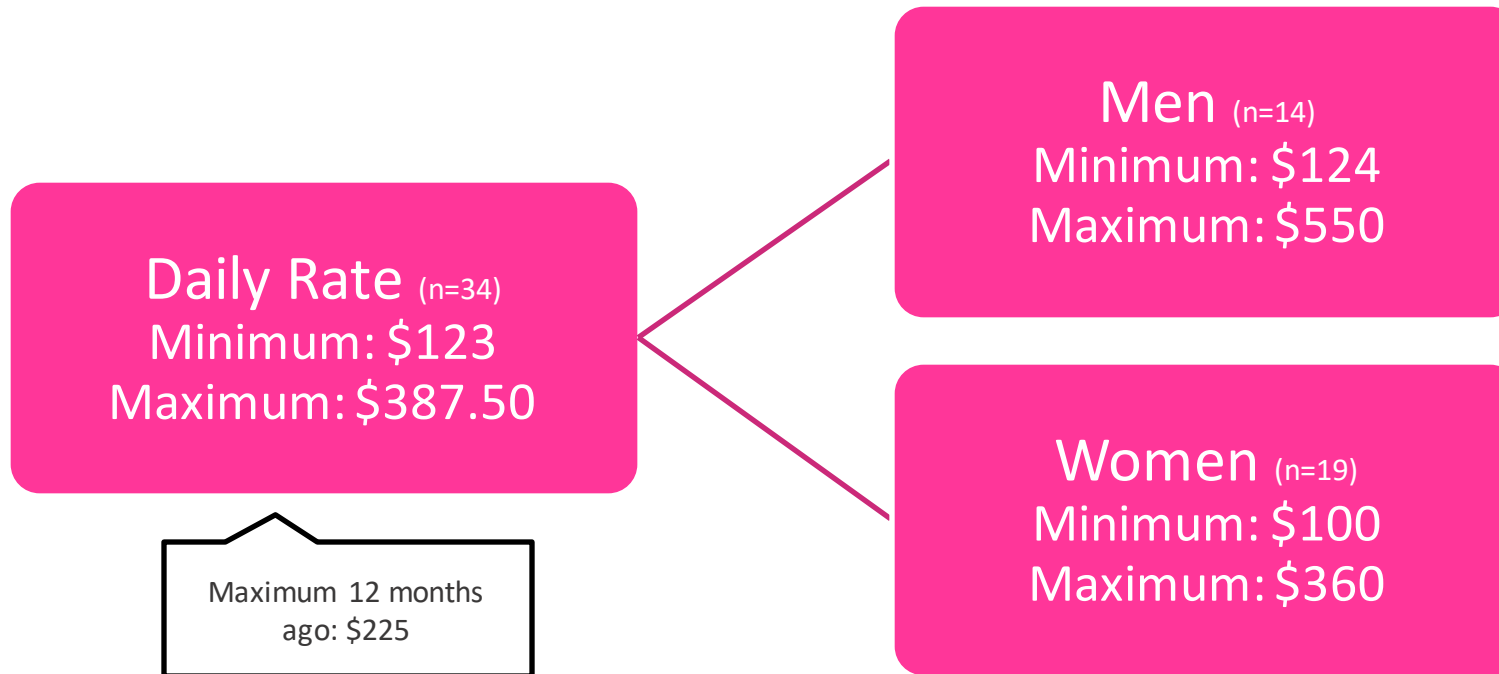 Daily Rate (n=34)
Minimum: $123
Maximum: $387.50
Maximum 12 months
ago: $225
Men (n=14)
Minimum: $124
Maximum: $550
Women (n=19)
Minimum: $100
Maximum: $360